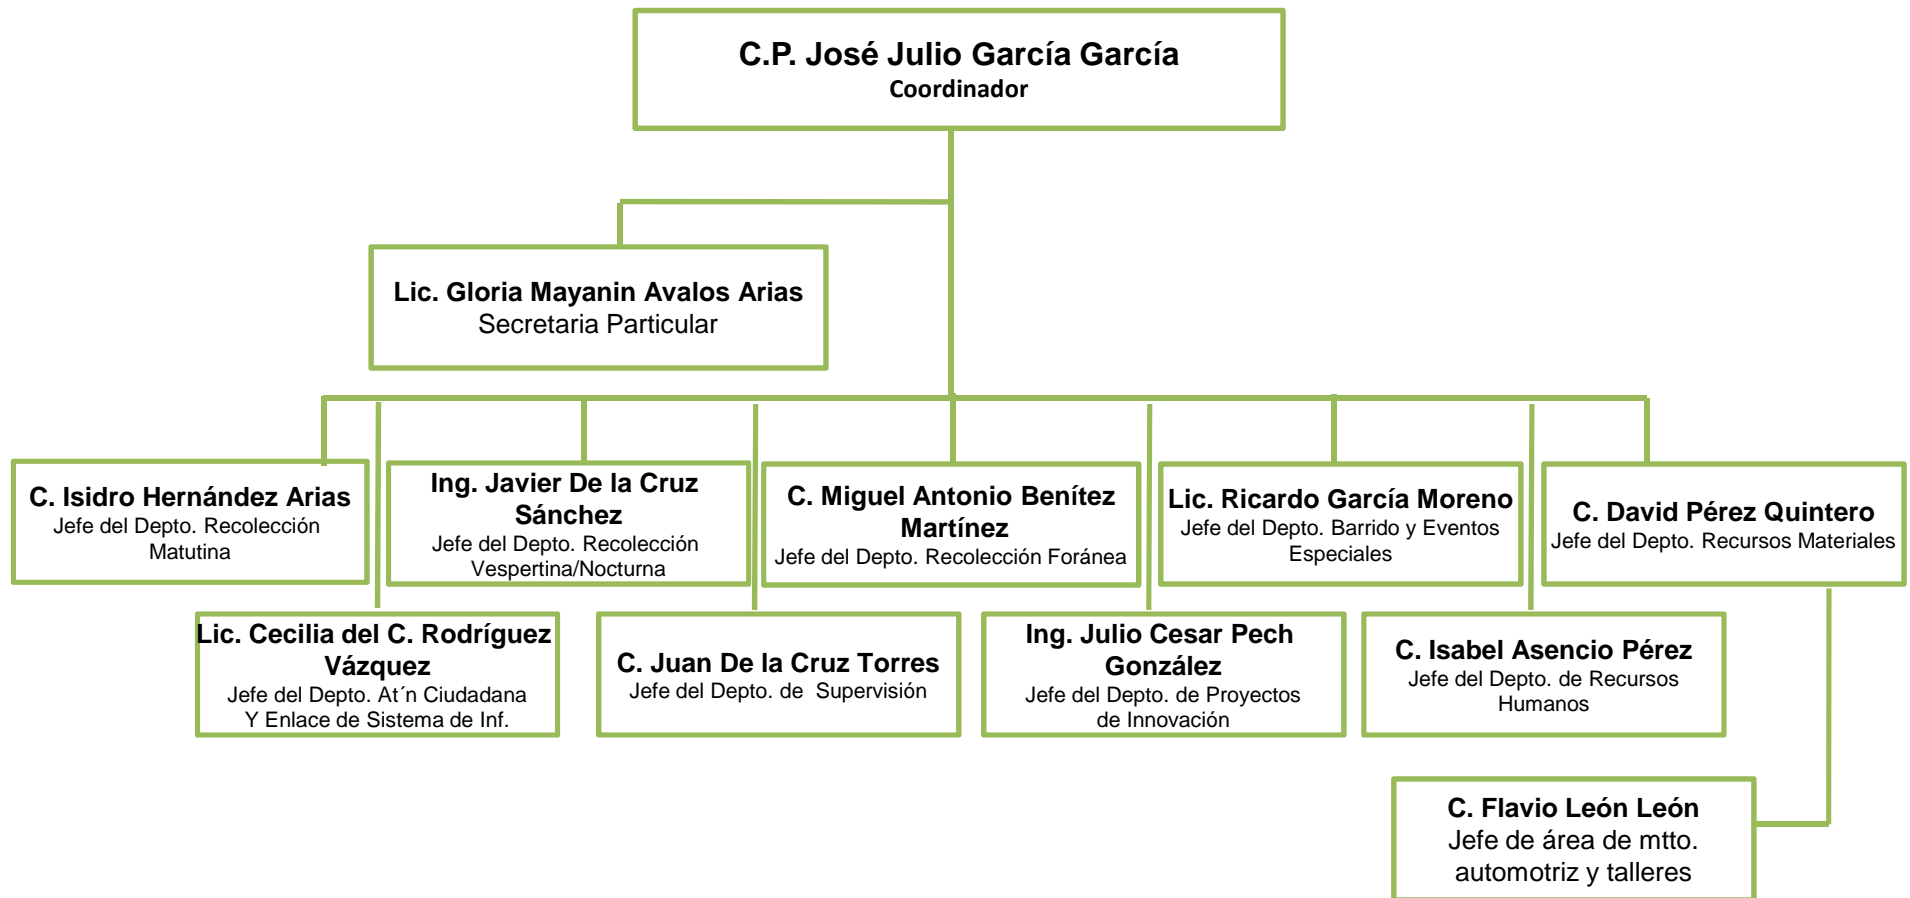 C.P. José Julio García García
Coordinador
Lic. Gloria Mayanin Avalos Arias
Secretaria Particular
C. Isidro Hernández Arias
Jefe del Depto. Recolección
Matutina
Ing. Javier De la Cruz
Sánchez
Jefe del Depto. Recolección
Vespertina/Nocturna
C. Miguel Antonio Benítez
Martínez
Jefe del Depto. Recolección Foránea
Lic. Ricardo García Moreno
Jefe del Depto. Barrido y Eventos
Especiales
C. David Pérez Quintero
Jefe del Depto. Recursos Materiales
Lic. Cecilia del C. Rodríguez
Vázquez
Jefe del Depto. At´n Ciudadana
Y Enlace de Sistema de Inf.
C. Juan De la Cruz Torres
Jefe del Depto. de  Supervisión
Ing. Julio Cesar Pech
González
Jefe del Depto. de Proyectos
de Innovación
C. Isabel Asencio Pérez
Jefe del Depto. de Recursos
Humanos
C. Flavio León León
Jefe de área de mtto.
automotriz y talleres